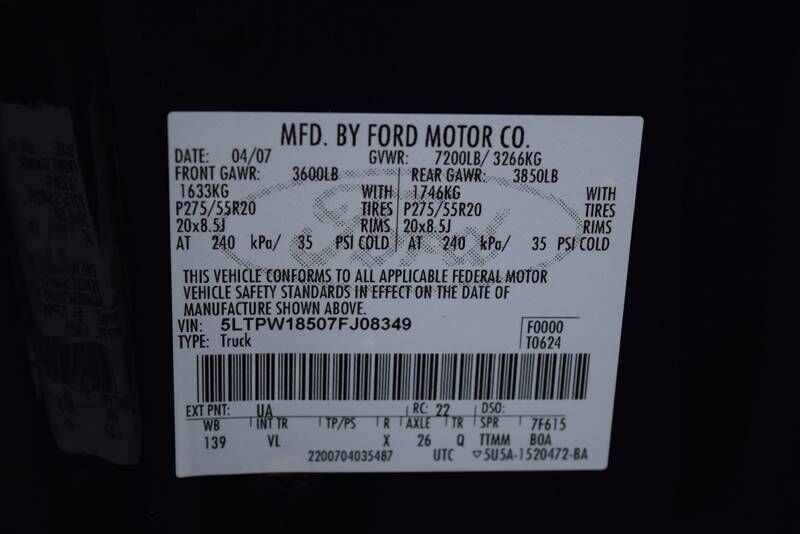 MFD. BY FORD MOTOR CO.
DATE: 04/07 GVWR: 7200LB/ 3266KG
FRONT GAWR: 3600LB REAR GAWR: 3850LB
1633KG WITH 1746KG WITH
P275/55R20 TIRES P275/55R20 TIRES
20x8.5J RIMS 20x8.5J RIMS
AT 240 kPa/ 35 PSI COLD AT 240 kPa/ 35 PSI COLD
Ford
THIS VEHICLE CONFORMS TO ALL APPLICABLE FEDERAL MOTOR
VEHICLE SAFETY STANDARDS IN EFFECT ON THE DATE OF
MANUFACTURE SHOWN ABOVE.
VIN: 5LTPW18507FJ08349 F0000
TYPE: Truck T0624
EXT PNT: UA RC: 22 DSO:
WB INT TR TP/PS R AXLE TR SPR 7F615
139 VL X 26 Q TTMM BOA
2200704035487 UTC ▽5U5A-1520472-BA